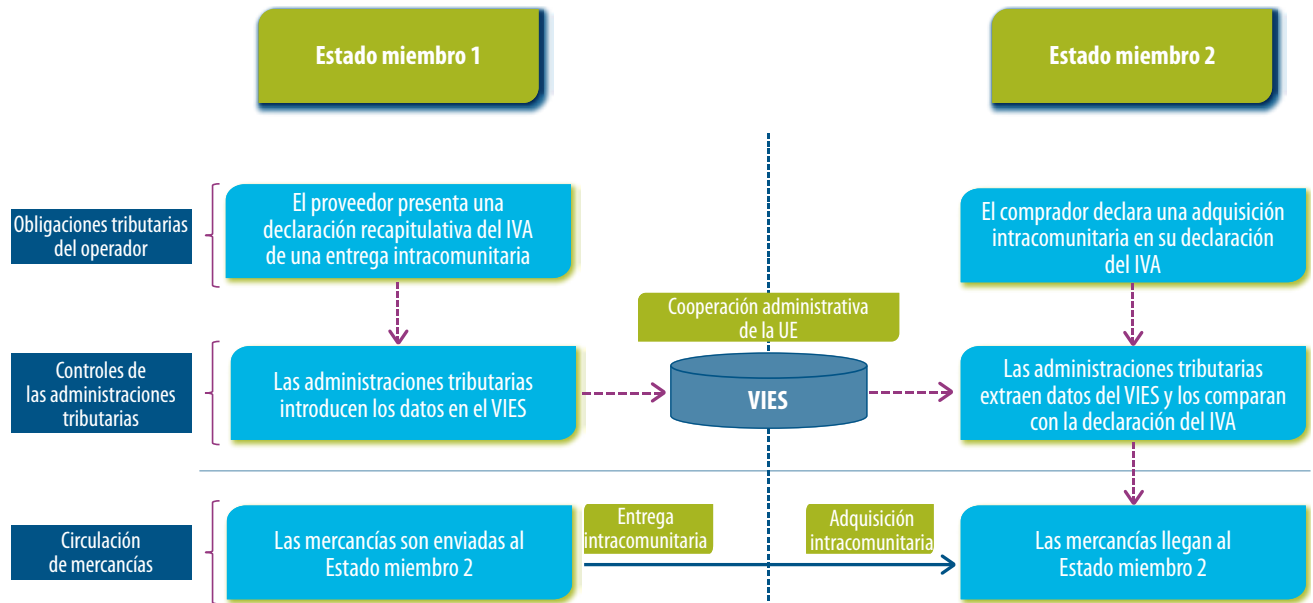 Estado miembro 1
Estado miembro 2
Obligaciones tributarias
del operador
El proveedor presenta una
declaración recapitulativa del IVA
de una entrega intracomunitaria
El comprador declara una adquisición
intracomunitaria en su declaración
del IVA
Cooperación administrativa
de la UE
Controles de
las administraciones
tributarias
Las administraciones tributarias
introducen los datos en el VIES
VIES
Las administraciones tributarias
extraen datos del VIES y los comparan
con la declaración del IVA
Circulación
de mercancías
Las mercancías son enviadas al
Estado miembro 2
Entrega
intracomunitaria
Adquisición
intracomunitaria
Las mercancías llegan al
Estado miembro 2